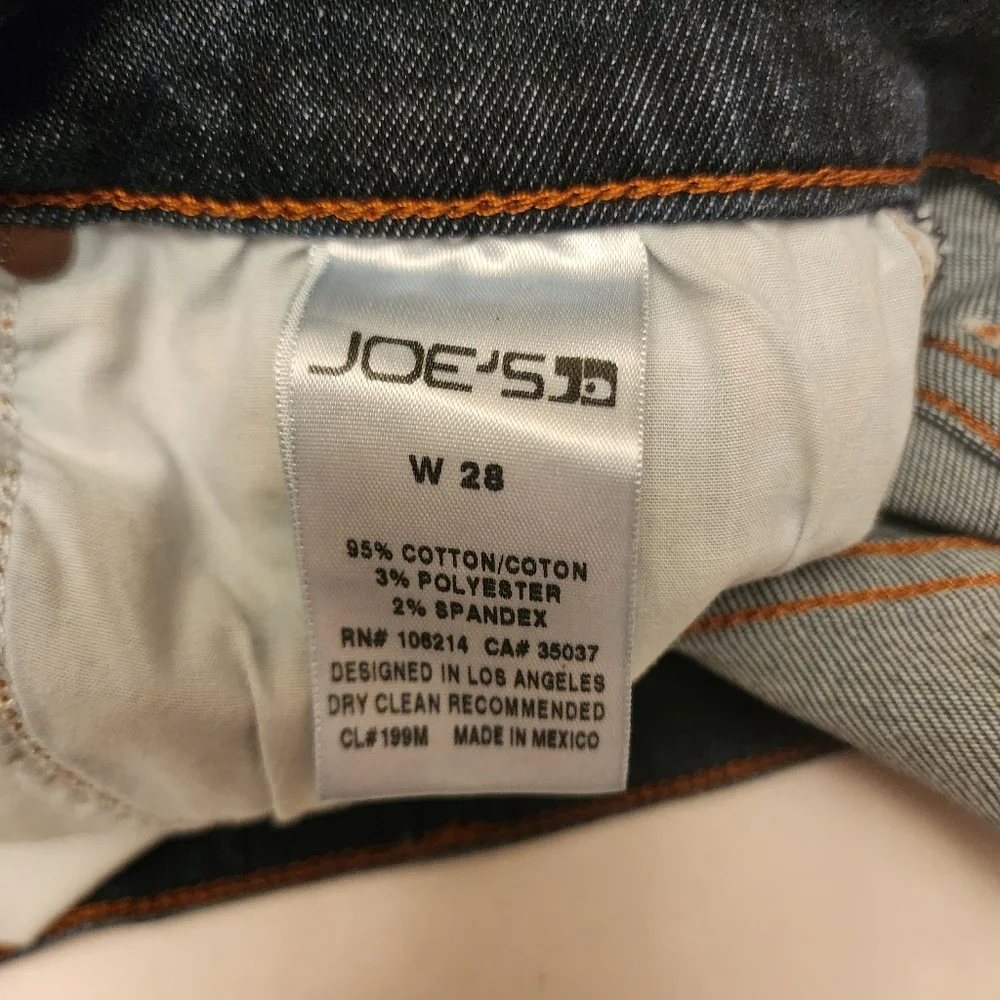 JOE'S JD
W 28
95% COTTON/COTON
3% POLYESTER
2% SPANDEX
RN# 106214 CA# 35037
DESIGNED IN LOS ANGELES
DRY CLEAN RECOMMENDED
CL#199M MADE IN MEXICO